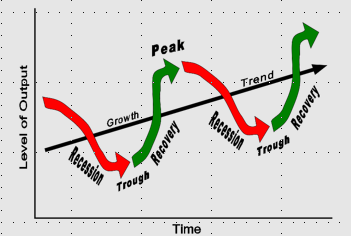 Peak
Trend
Growth
Level of Output
Recession
Trough
Recovery
Recession
Trough
Recovery
Time